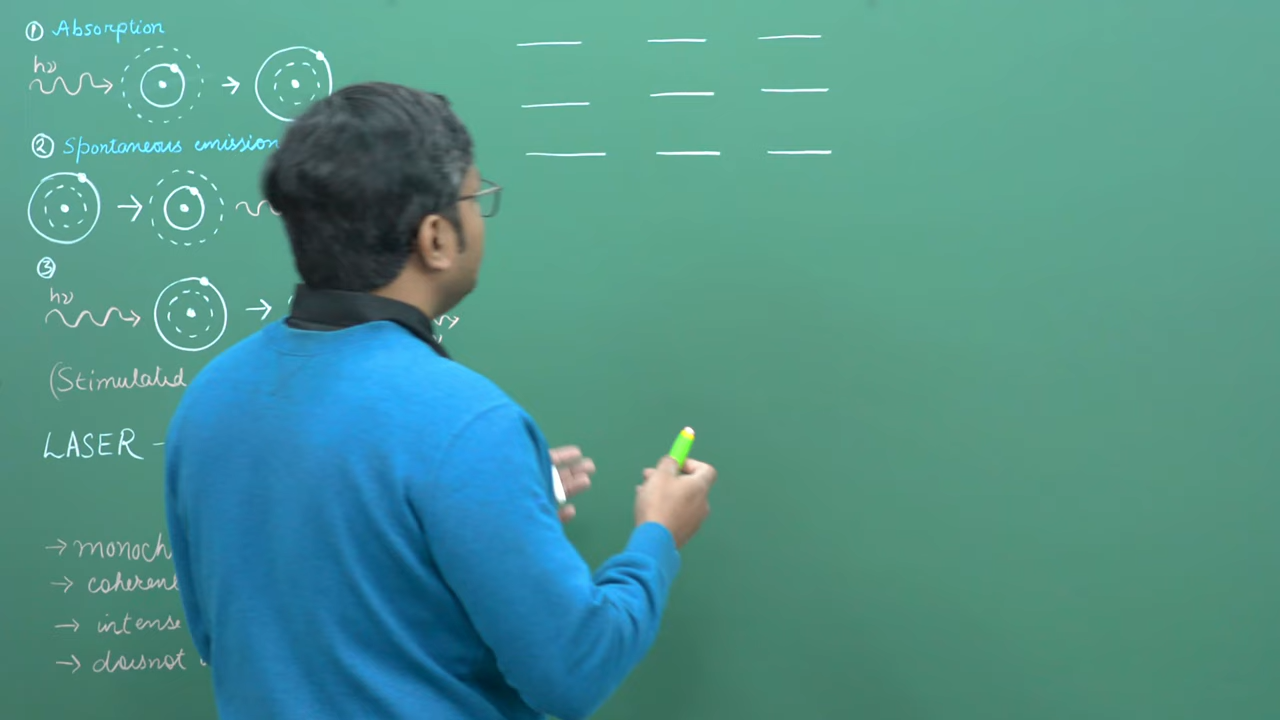 ① Absorption
hν
② Spontaneous emission
③
hν
(Stimulated
LASER -
→ monoch
→ coherent
→ intense
→ doesnot